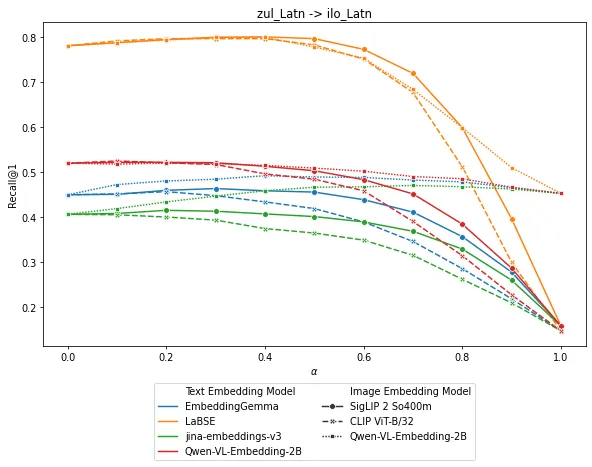 zul_Latn -> ilo_Latn
Recall@1
0.8
0.7
0.6
0.5
0.4
0.3
0.2
0.0 0.2 0.4 0.6 0.8 1.0
α
Text Embedding Model Image Embedding Model
EmbeddingGemma SigLIP 2 So400m
LaBSE CLIP ViT-B/32
jina-embeddings-v3 Qwen-VL-Embedding-2B
Qwen-VL-Embedding-2B